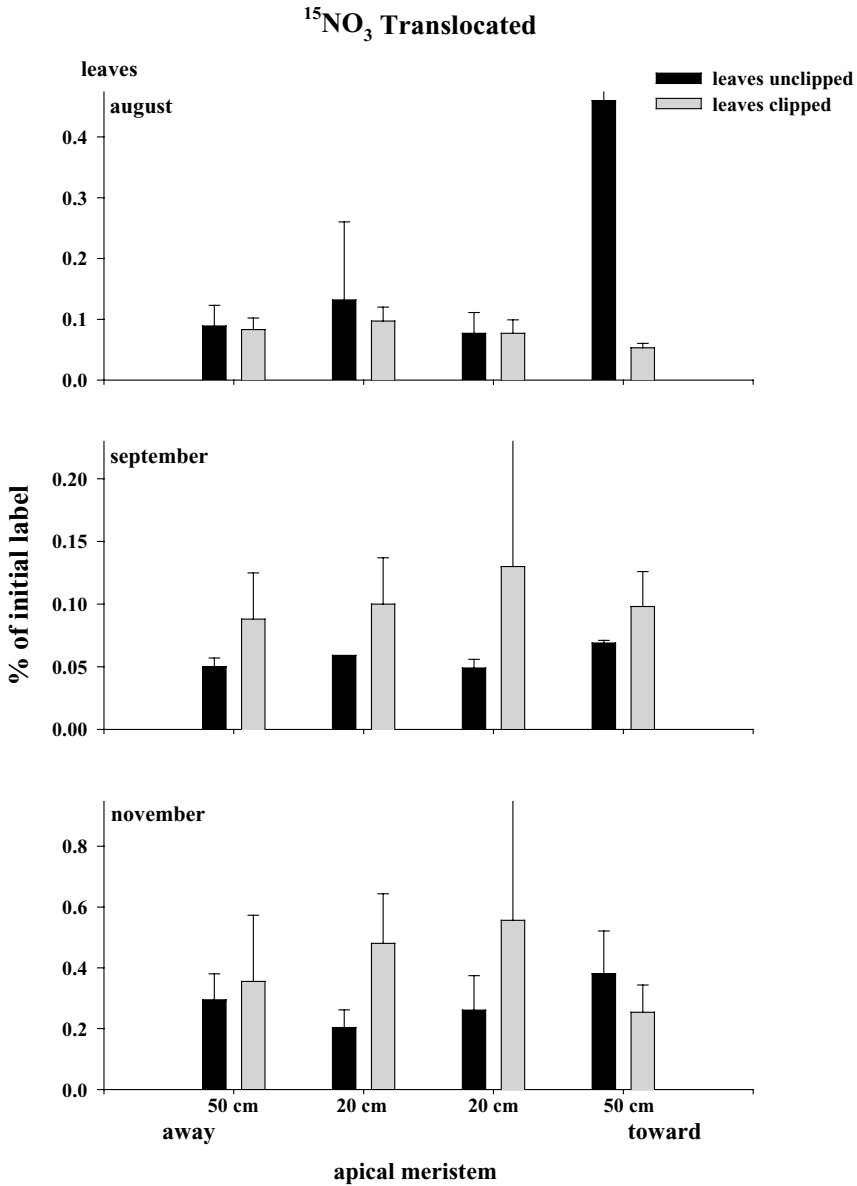 ¹⁵NO₃ Translocated
leaves
leaves unclipped
leaves clipped
august
0.4
0.3
0.2
0.1
0.0
september
0.20
0.15
0.10
0.05
0.00
% of initial label
november
0.8
0.6
0.4
0.2
0.0
50 cm 20 cm 20 cm 50 cm
away toward
apical meristem